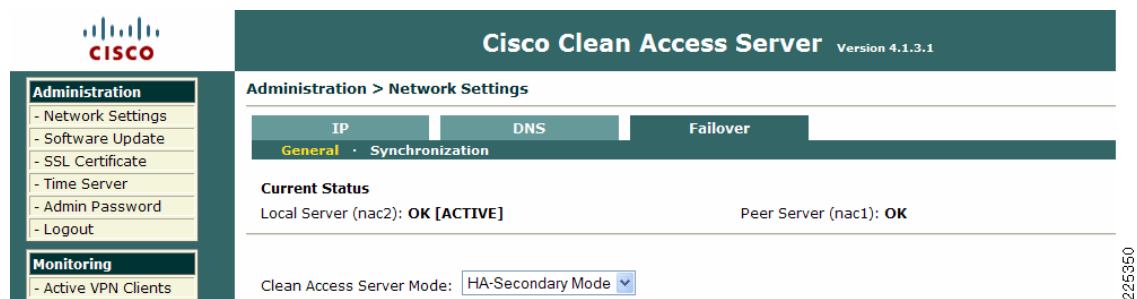 CISCO
Cisco Clean Access Server Version 4.1.3.1
Administration
- Network Settings
- Software Update
- SSL Certificate
- Time Server
- Admin Password
- Logout
Monitoring
- Active VPN Clients
Administration > Network Settings
IP
DNS
Failover
General · Synchronization
Current Status
Local Server (nac2): OK [ACTIVE]
Peer Server (nac1): OK
Clean Access Server Mode: HA-Secondary Mode
225350